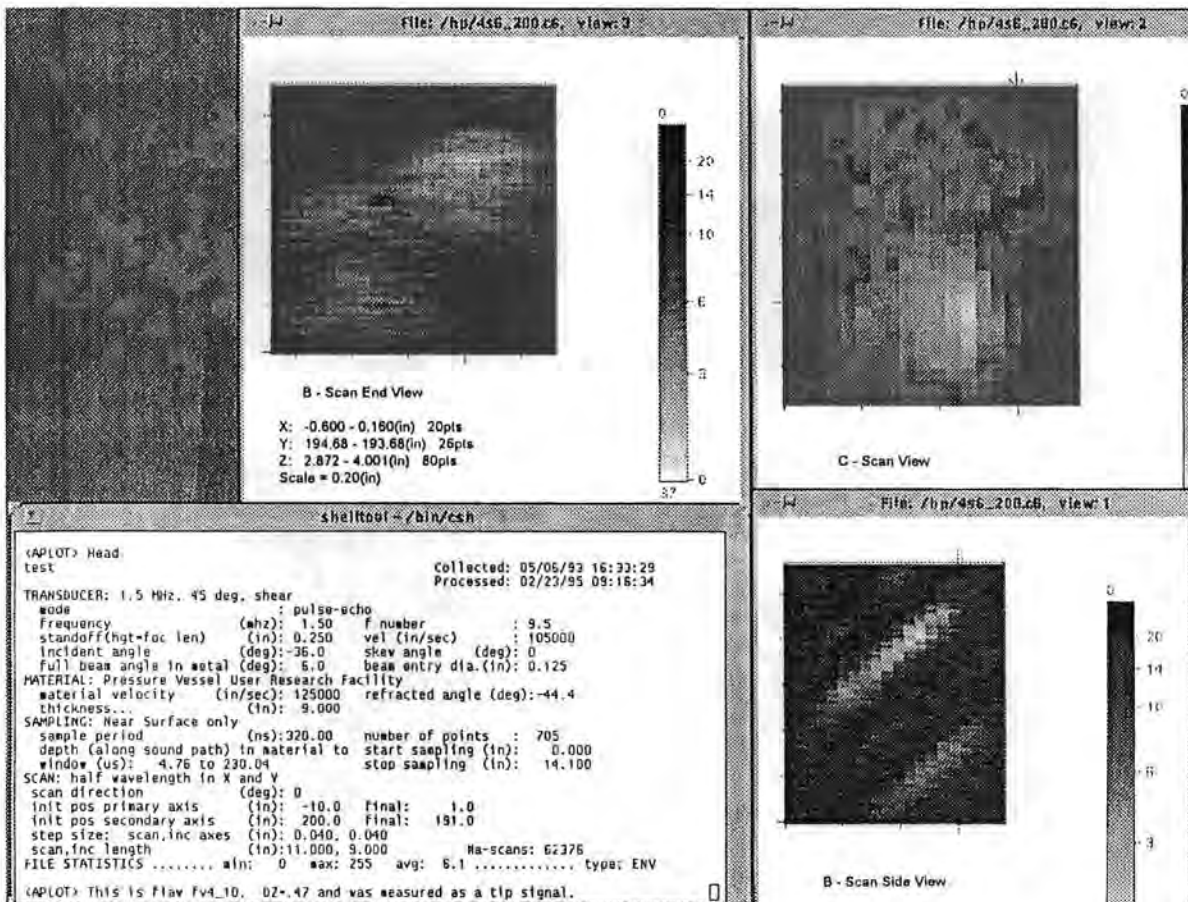 File: /hp/4s6_200.c6, view:3
0
20
14
10
6
3
0
B - Scan End View
X: -0.600 - 0.160(in) 20pts
Y: 194.68 - 193.68(in) 26pts
Z: 2.872 - 4.001(in) 80pts
Scale = 0.20(in)
File: /hp/4s6_200.c6, view:2
0
C - Scan View
shelltool - /bin/csh
<APLOT> Head
test
Collected: 05/06/93 16:33:29
Processed: 02/23/95 09:16:34
TRANSDUCER: 1.5 MHz, 45 deg, shear
mode : pulse-echo
frequency (mhz): 1.50 f number : 9.5
standoff(hgt-foc len) (in): 0.250 vel (in/sec) : 105000
incident angle (deg):-36.0 skew angle (deg): 0
full beam angle in metal (deg): 6.0 beam entry dia.(in): 0.125
MATERIAL: Pressure Vessel User Research Facility
material velocity (in/sec): 125000 refracted angle (deg):-44.4
thickness... (in): 9.000
SAMPLING: Near Surface only
sample period (ns):320.00 number of points : 705
depth (along sound path) in material to start sampling (in): 0.000
window (us): 4.76 to 230.04 stop sampling (in): 14.100
SCAN: half wavelength in X and Y
scan direction (deg): 0
init pos primary axis (in): -10.0 final: 1.0
init pos secondary axis (in): 200.0 final: 191.0
step size: scan,inc axes (in): 0.040, 0.040
scan,inc length (in):11.000, 9.000 Na-scans: 62376
FILE STATISTICS ........ min: 0 max: 255 avg: 6.1 ............. type: ENV
<APLOT> This is flaw fv4_10. DZ=.47 and was measured as a tip signal.
File: /hp/4s6_200.c6, view:1
0
20
14
10
6
3
B - Scan Side View